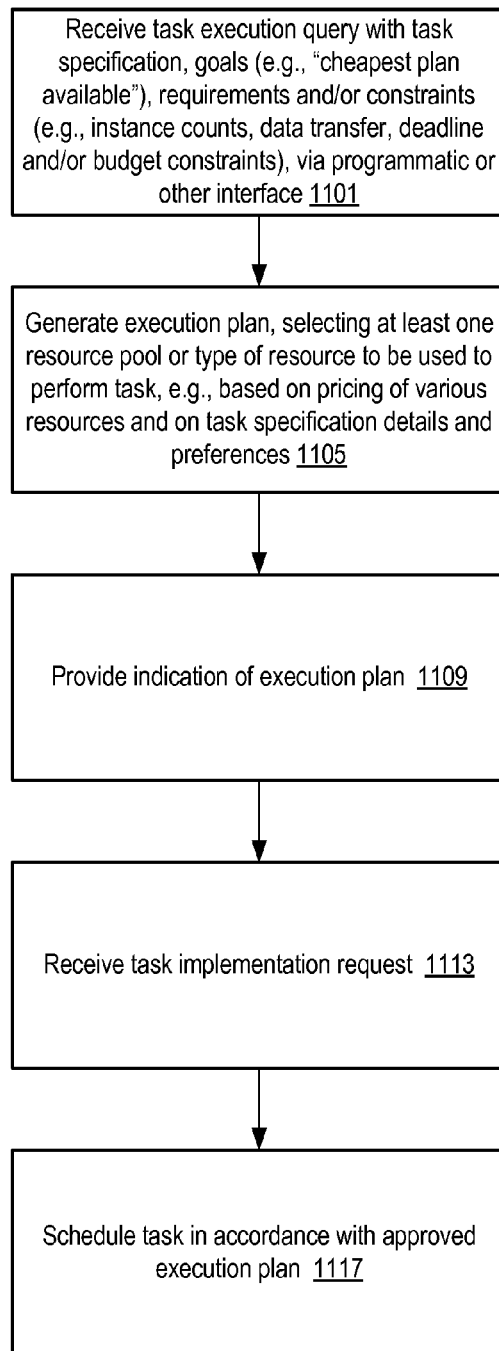 Receive task execution query with task
specification, goals (e.g., “cheapest plan
available”), requirements and/or constraints
(e.g., instance counts, data transfer, deadline
and/or budget constraints), via programmatic or
other interface 1101
Generate execution plan, selecting at least one
resource pool or type of resource to be used to
perform task, e.g., based on pricing of various
resources and on task specification details and
preferences 1105
Provide indication of execution plan 1109
Receive task implementation request 1113
Schedule task in accordance with approved
execution plan 1117